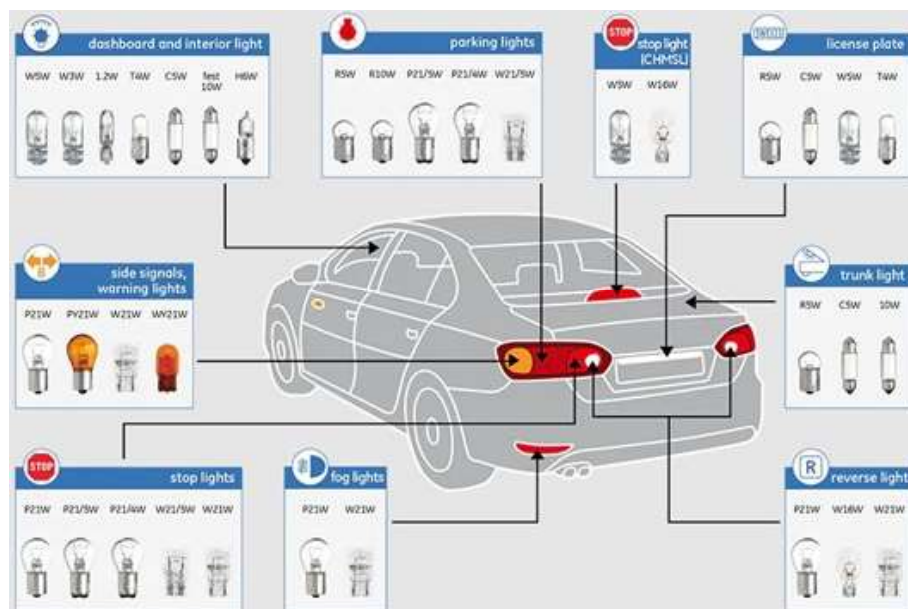 dashboard and interior light
W5W W3W 1.2W T4W C5W fest 10W H6W
parking lights
R5W R10W P21/5W P21/4W W21/5W
STOP
stop light
(CHMSL)
W5W W16W
license plate
R5W C5W W5W T4W
side signals,
warning lights
P21W PY21W W21W WY21W
trunk light
R5W C5W 10W
STOP
stop lights
P21W P21/5W P21/4W W21/5W W21W
fog lights
P21W W21W
R
reverse light
P21W W16W W21W